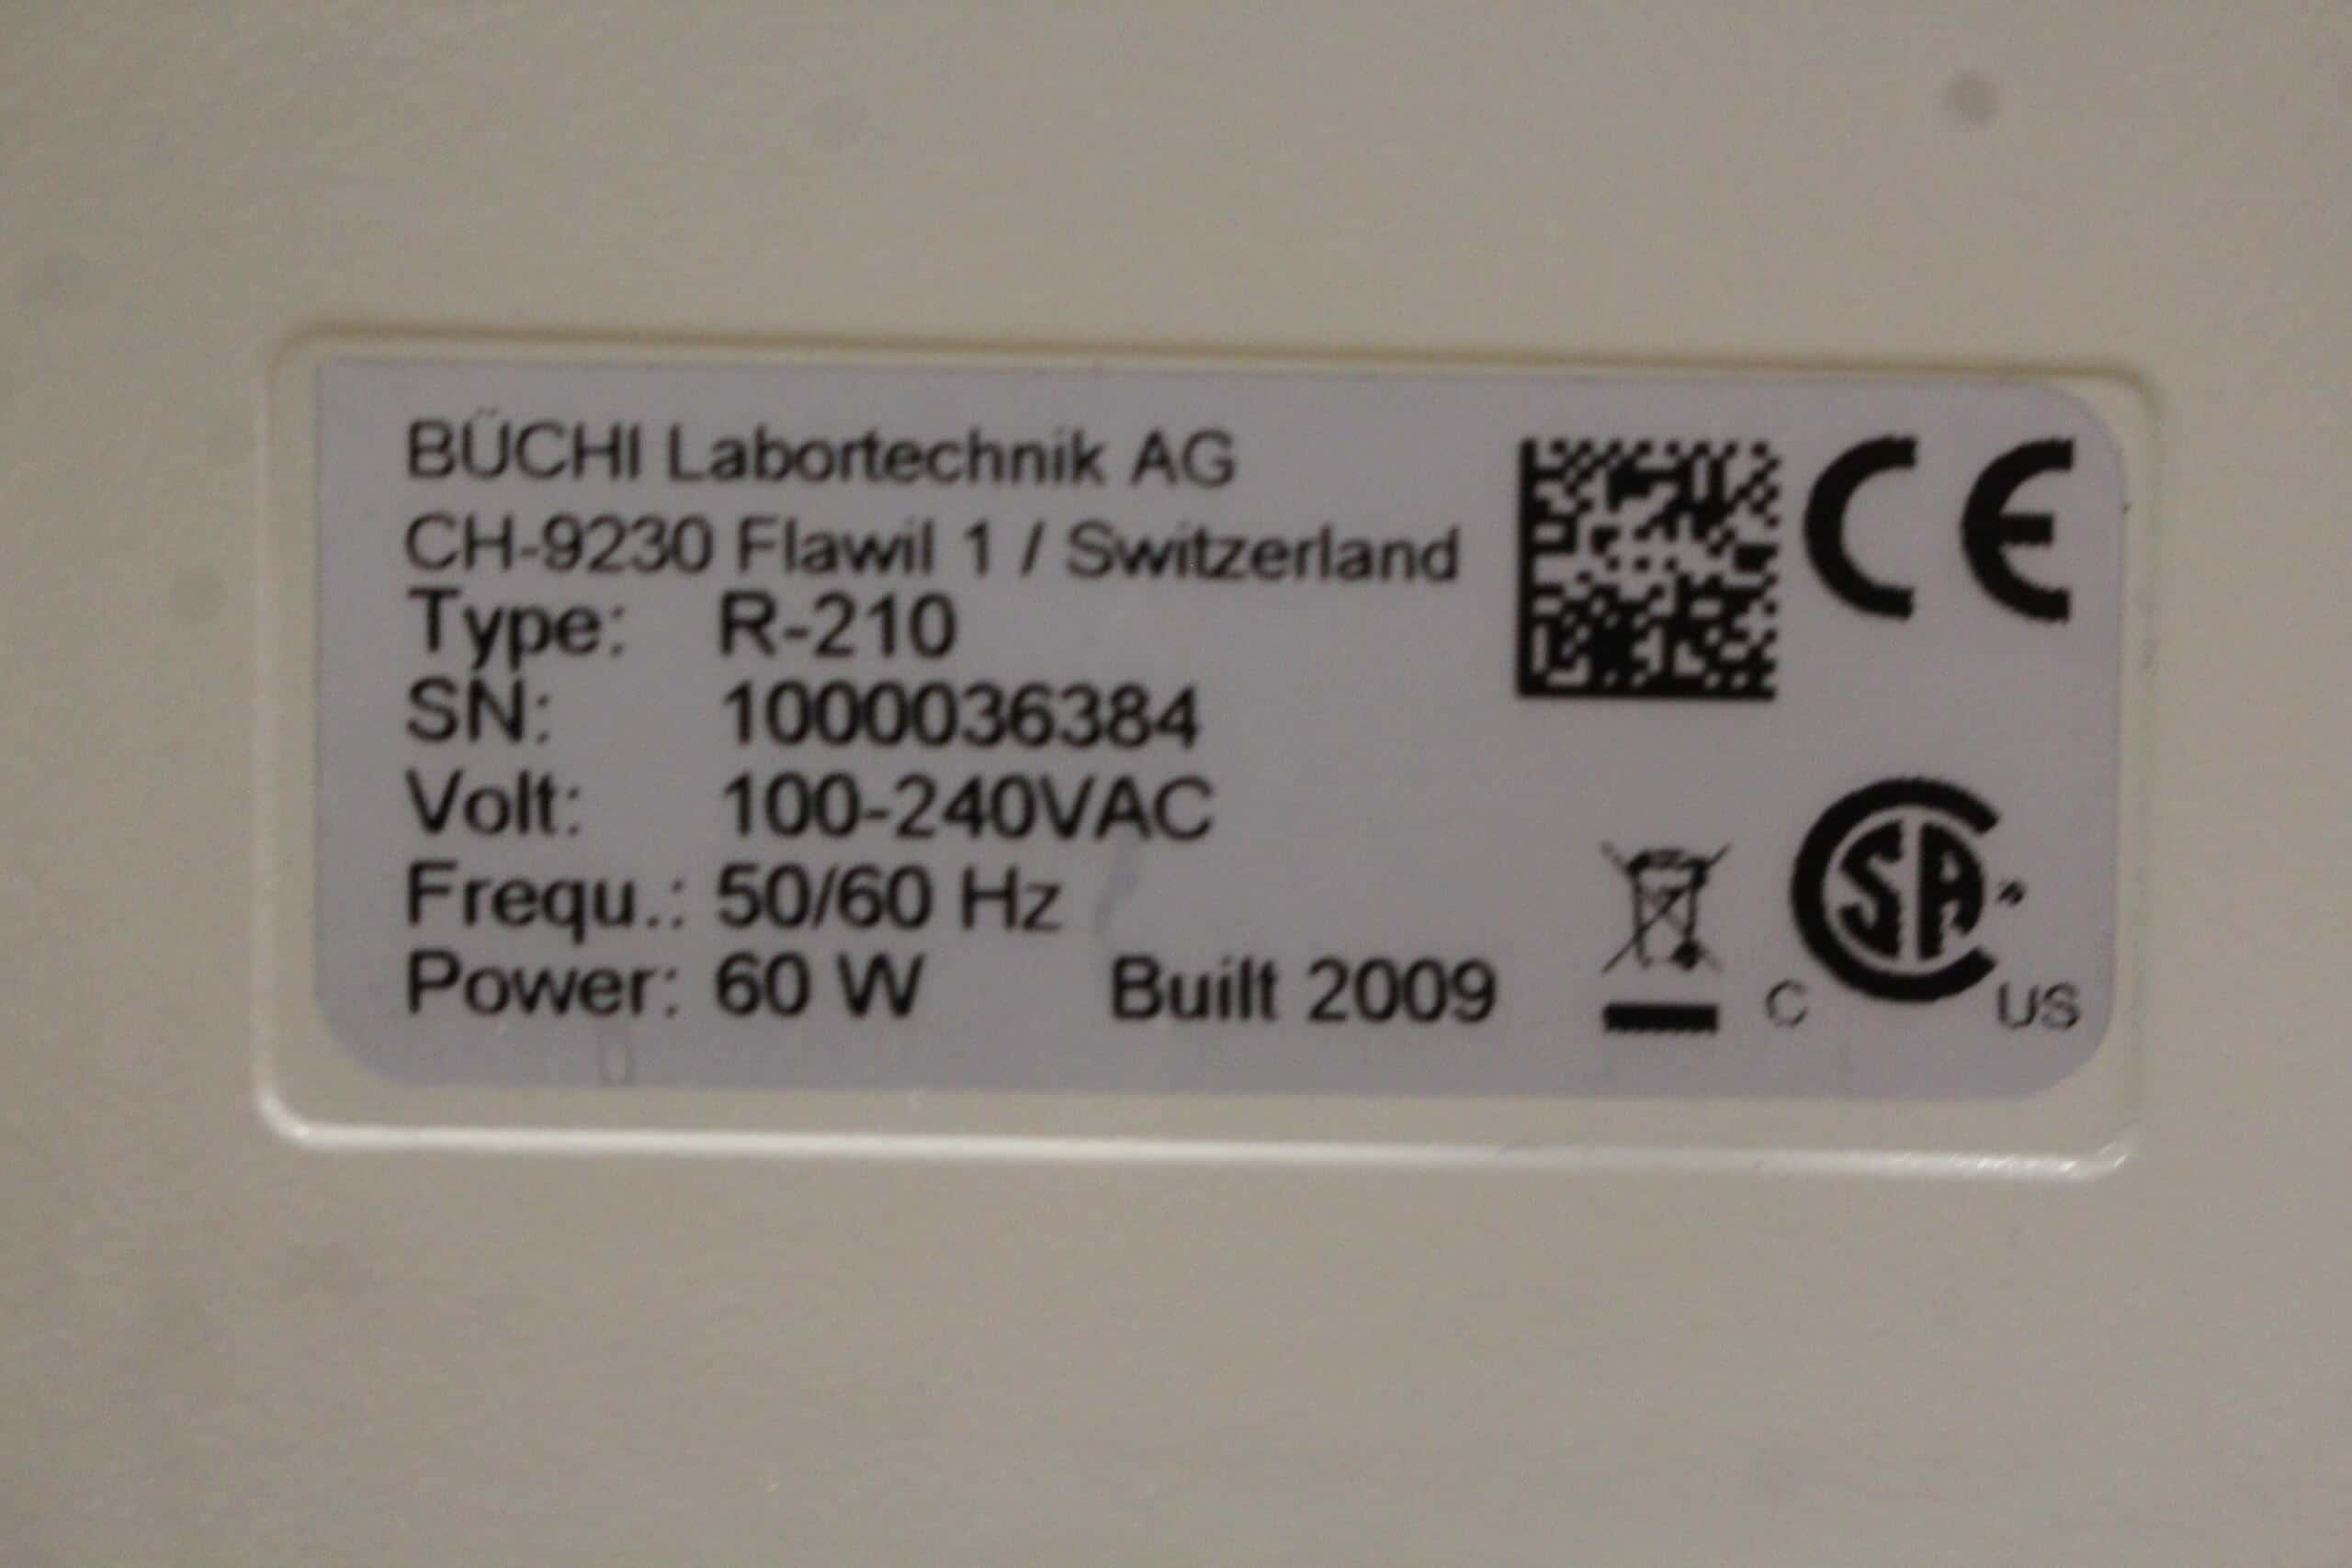 BÜCHI Labortechnik AG
CH-9230 Flawil 1 / Switzerland
Type: R-210
SN: 1000036384
Volt: 100-240VAC
Frequ.: 50/60 Hz
Power: 60 W Built 2009
CE
C SA US